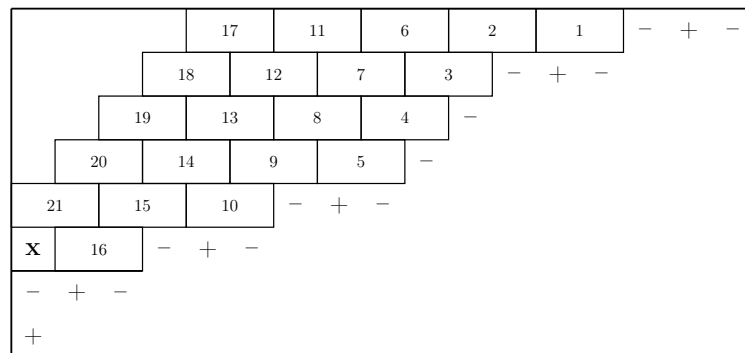 17 11 6 2 1 − + −
18 12 7 3 − + −
19 13 8 4 −
20 14 9 5 −
21 15 10 − + −
X 16 − + −
− + −
+